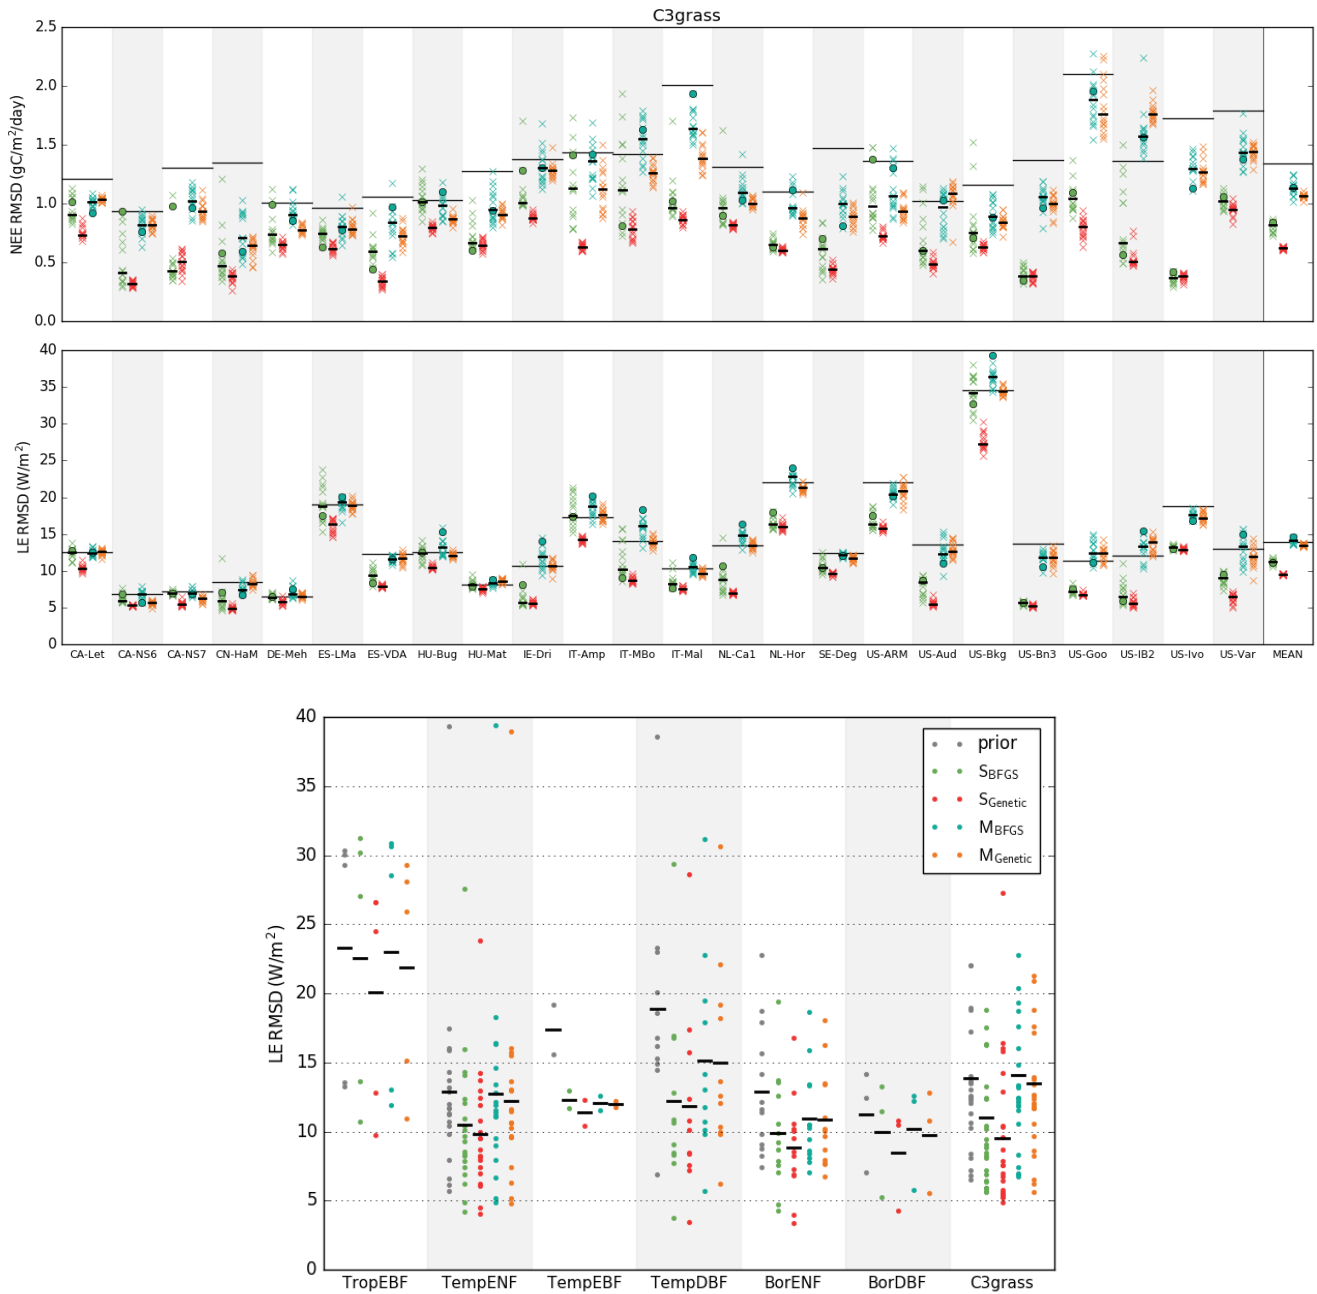 C3grass
NEE RMSD (gC/m²/day)
2.5
2.0
1.5
1.0
0.5
0.0
LE RMSD (W/m²)
40
35
30
25
20
15
10
5
0
CA-Let CA-NS6 CA-NS7 CN-HaM DE-Meh ES-LMa ES-VDA HU-Bug HU-Mat IE-Dri IT-Amp IT-MBo IT-Mal NL-Ca1 NL-Hor SE-Deg US-ARM US-Aud US-Bkg US-Bn3 US-Goo US-IB2 US-Ivo US-Var MEAN
LE RMSD (W/m²)
40
35
30
25
20
15
10
5
0
prior
S_BFGS
S_Genetic
M_BFGS
M_Genetic
TropEBF TempENF TempEBF TempDBF BorENF BorDBF C3grass